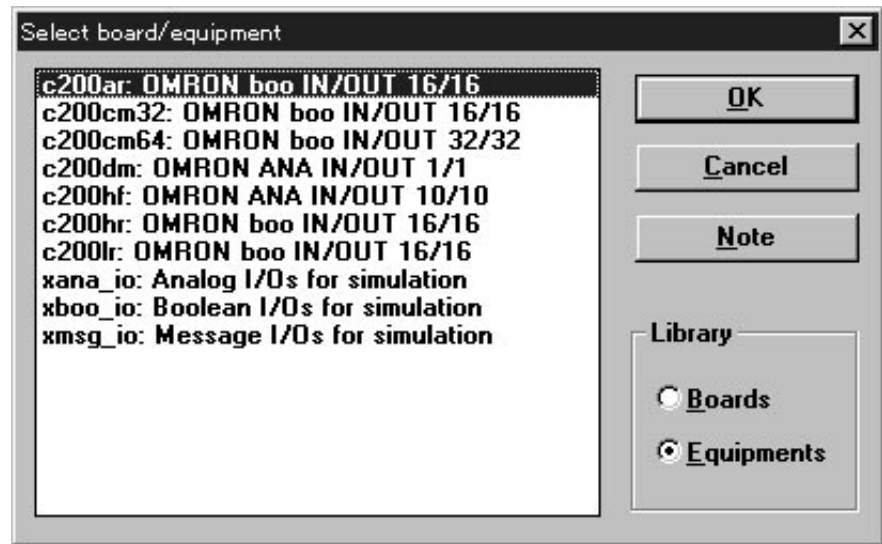 Select board/equipment
c200ar: OMRON boo IN/OUT 16/16
c200cm32: OMRON boo IN/OUT 16/16
c200cm64: OMRON boo IN/OUT 32/32
c200dm: OMRON ANA IN/OUT 1/1
c200hf: OMRON ANA IN/OUT 10/10
c200hr: OMRON boo IN/OUT 16/16
c200lr: OMRON boo IN/OUT 16/16
xana_io: Analog I/Os for simulation
xboo_io: Boolean I/Os for simulation
xmsg_io: Message I/Os for simulation
OK
Cancel
Note
Library
Boards
Equipments